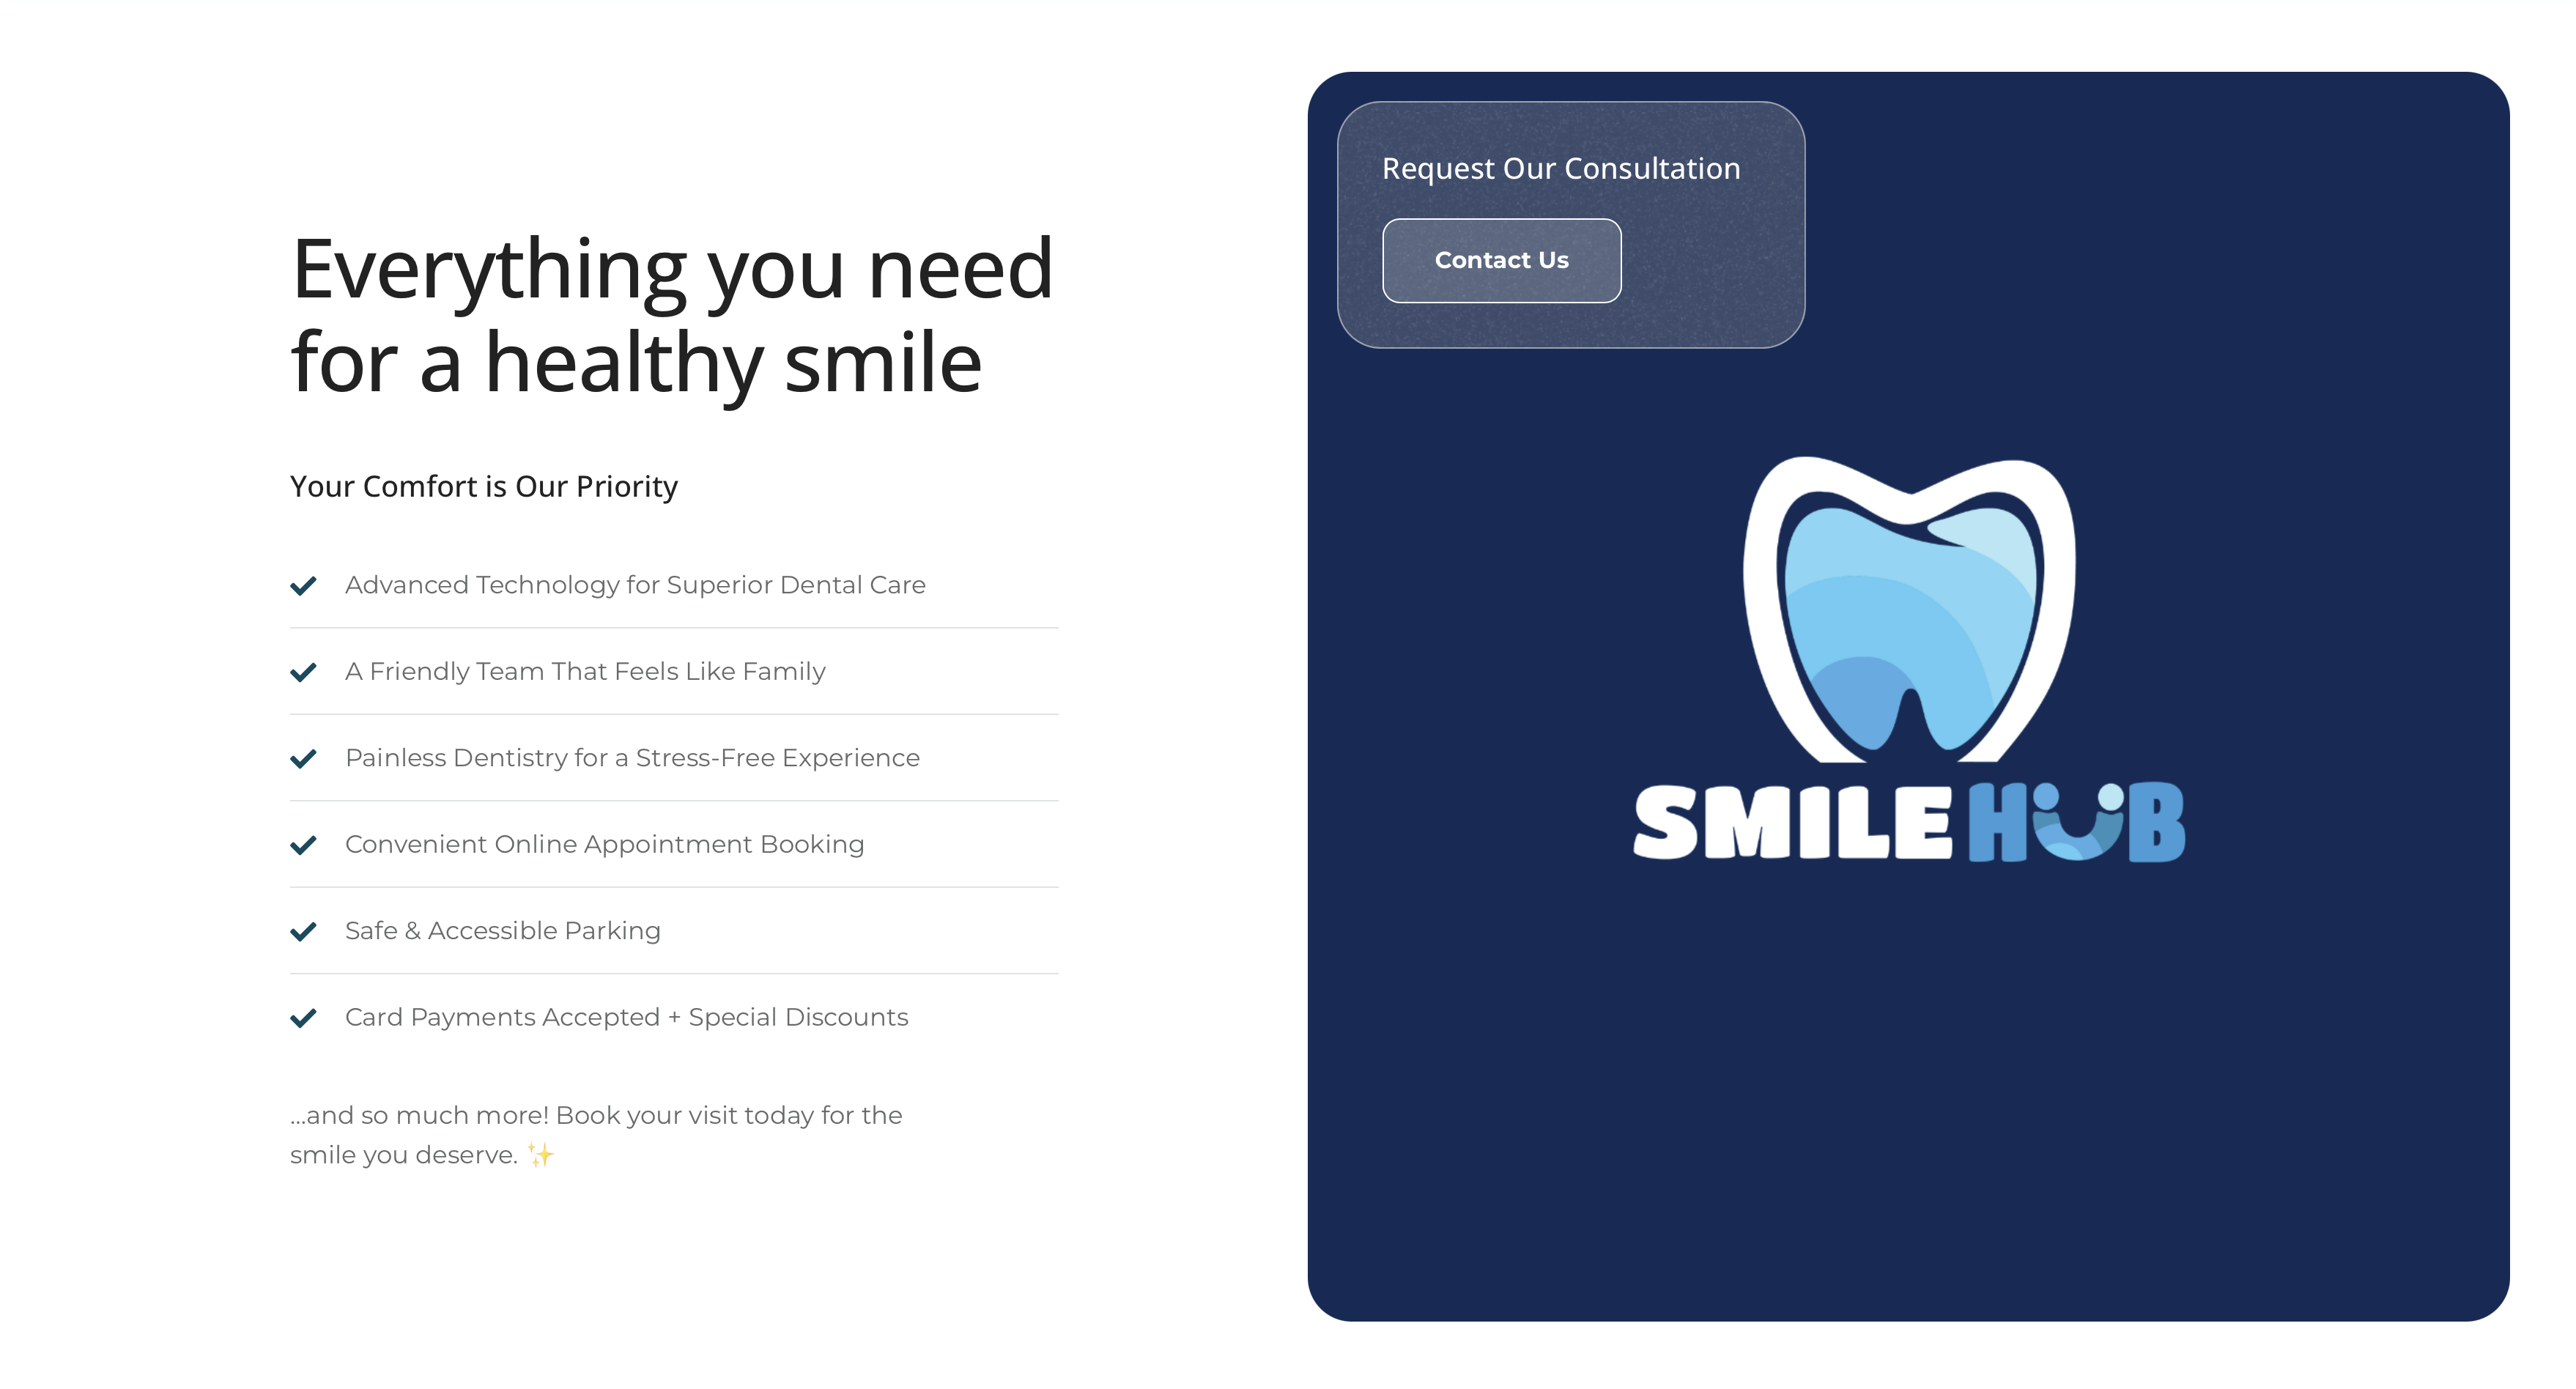 Everything you need
for a healthy smile
Your Comfort is Our Priority
Advanced Technology for Superior Dental Care
A Friendly Team That Feels Like Family
Painless Dentistry for a Stress-Free Experience
Convenient Online Appointment Booking
Safe & Accessible Parking
Card Payments Accepted + Special Discounts
...and so much more! Book your visit today for the
smile you deserve. ✨
Request Our Consultation
Contact Us
SMILE HUB